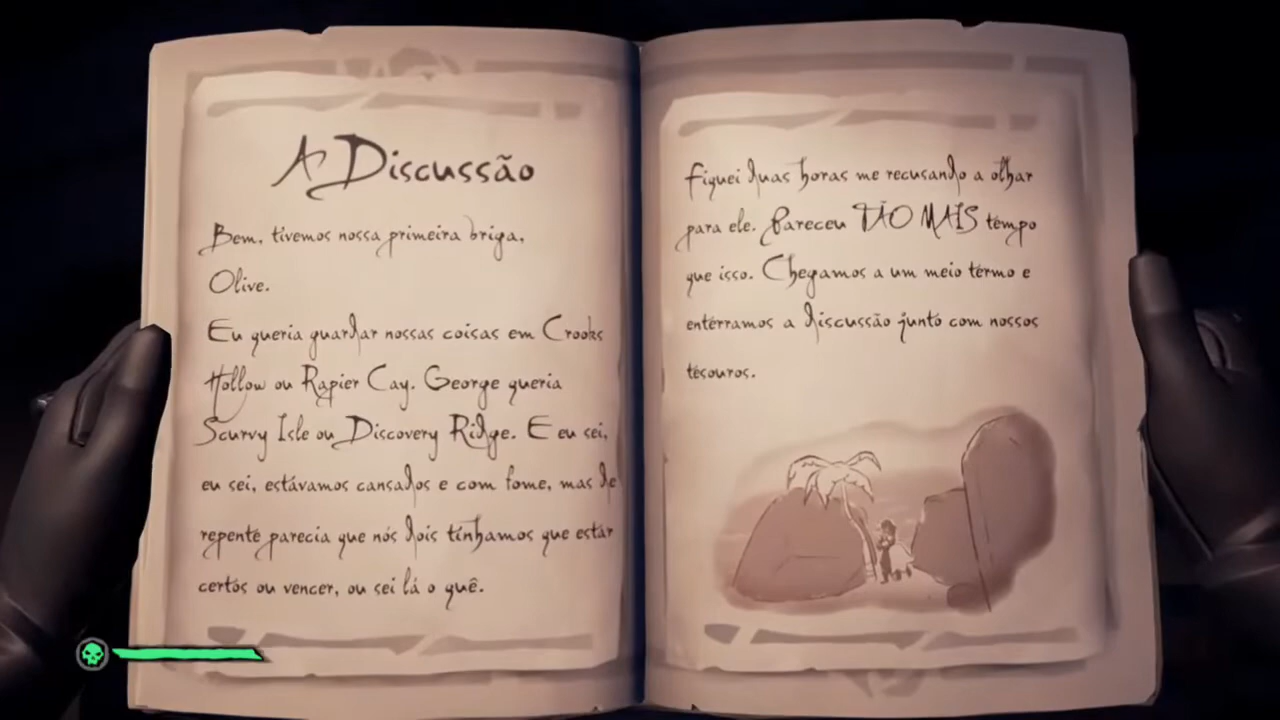 A Discussão
Bem, tivemos nossa primeira briga,
Olive.
Eu queria guardar nossas coisas em Crooks
Hollow ou Rapier Cay. George queria
Scurvy Isle ou Discovery Ridge. E eu sei,
eu sei, estávamos cansados e com fome, mas de
repente parecia que nós dois tínhamos que estar
certos ou vencer, ou sei lá o quê.
Fiquei duas horas me recusando a olhar
para ele. Pareceu TÃO MAIS tempo
que isso. Chegamos a um meio termo e
enterramos a discussão junto com nossos
tesouros.